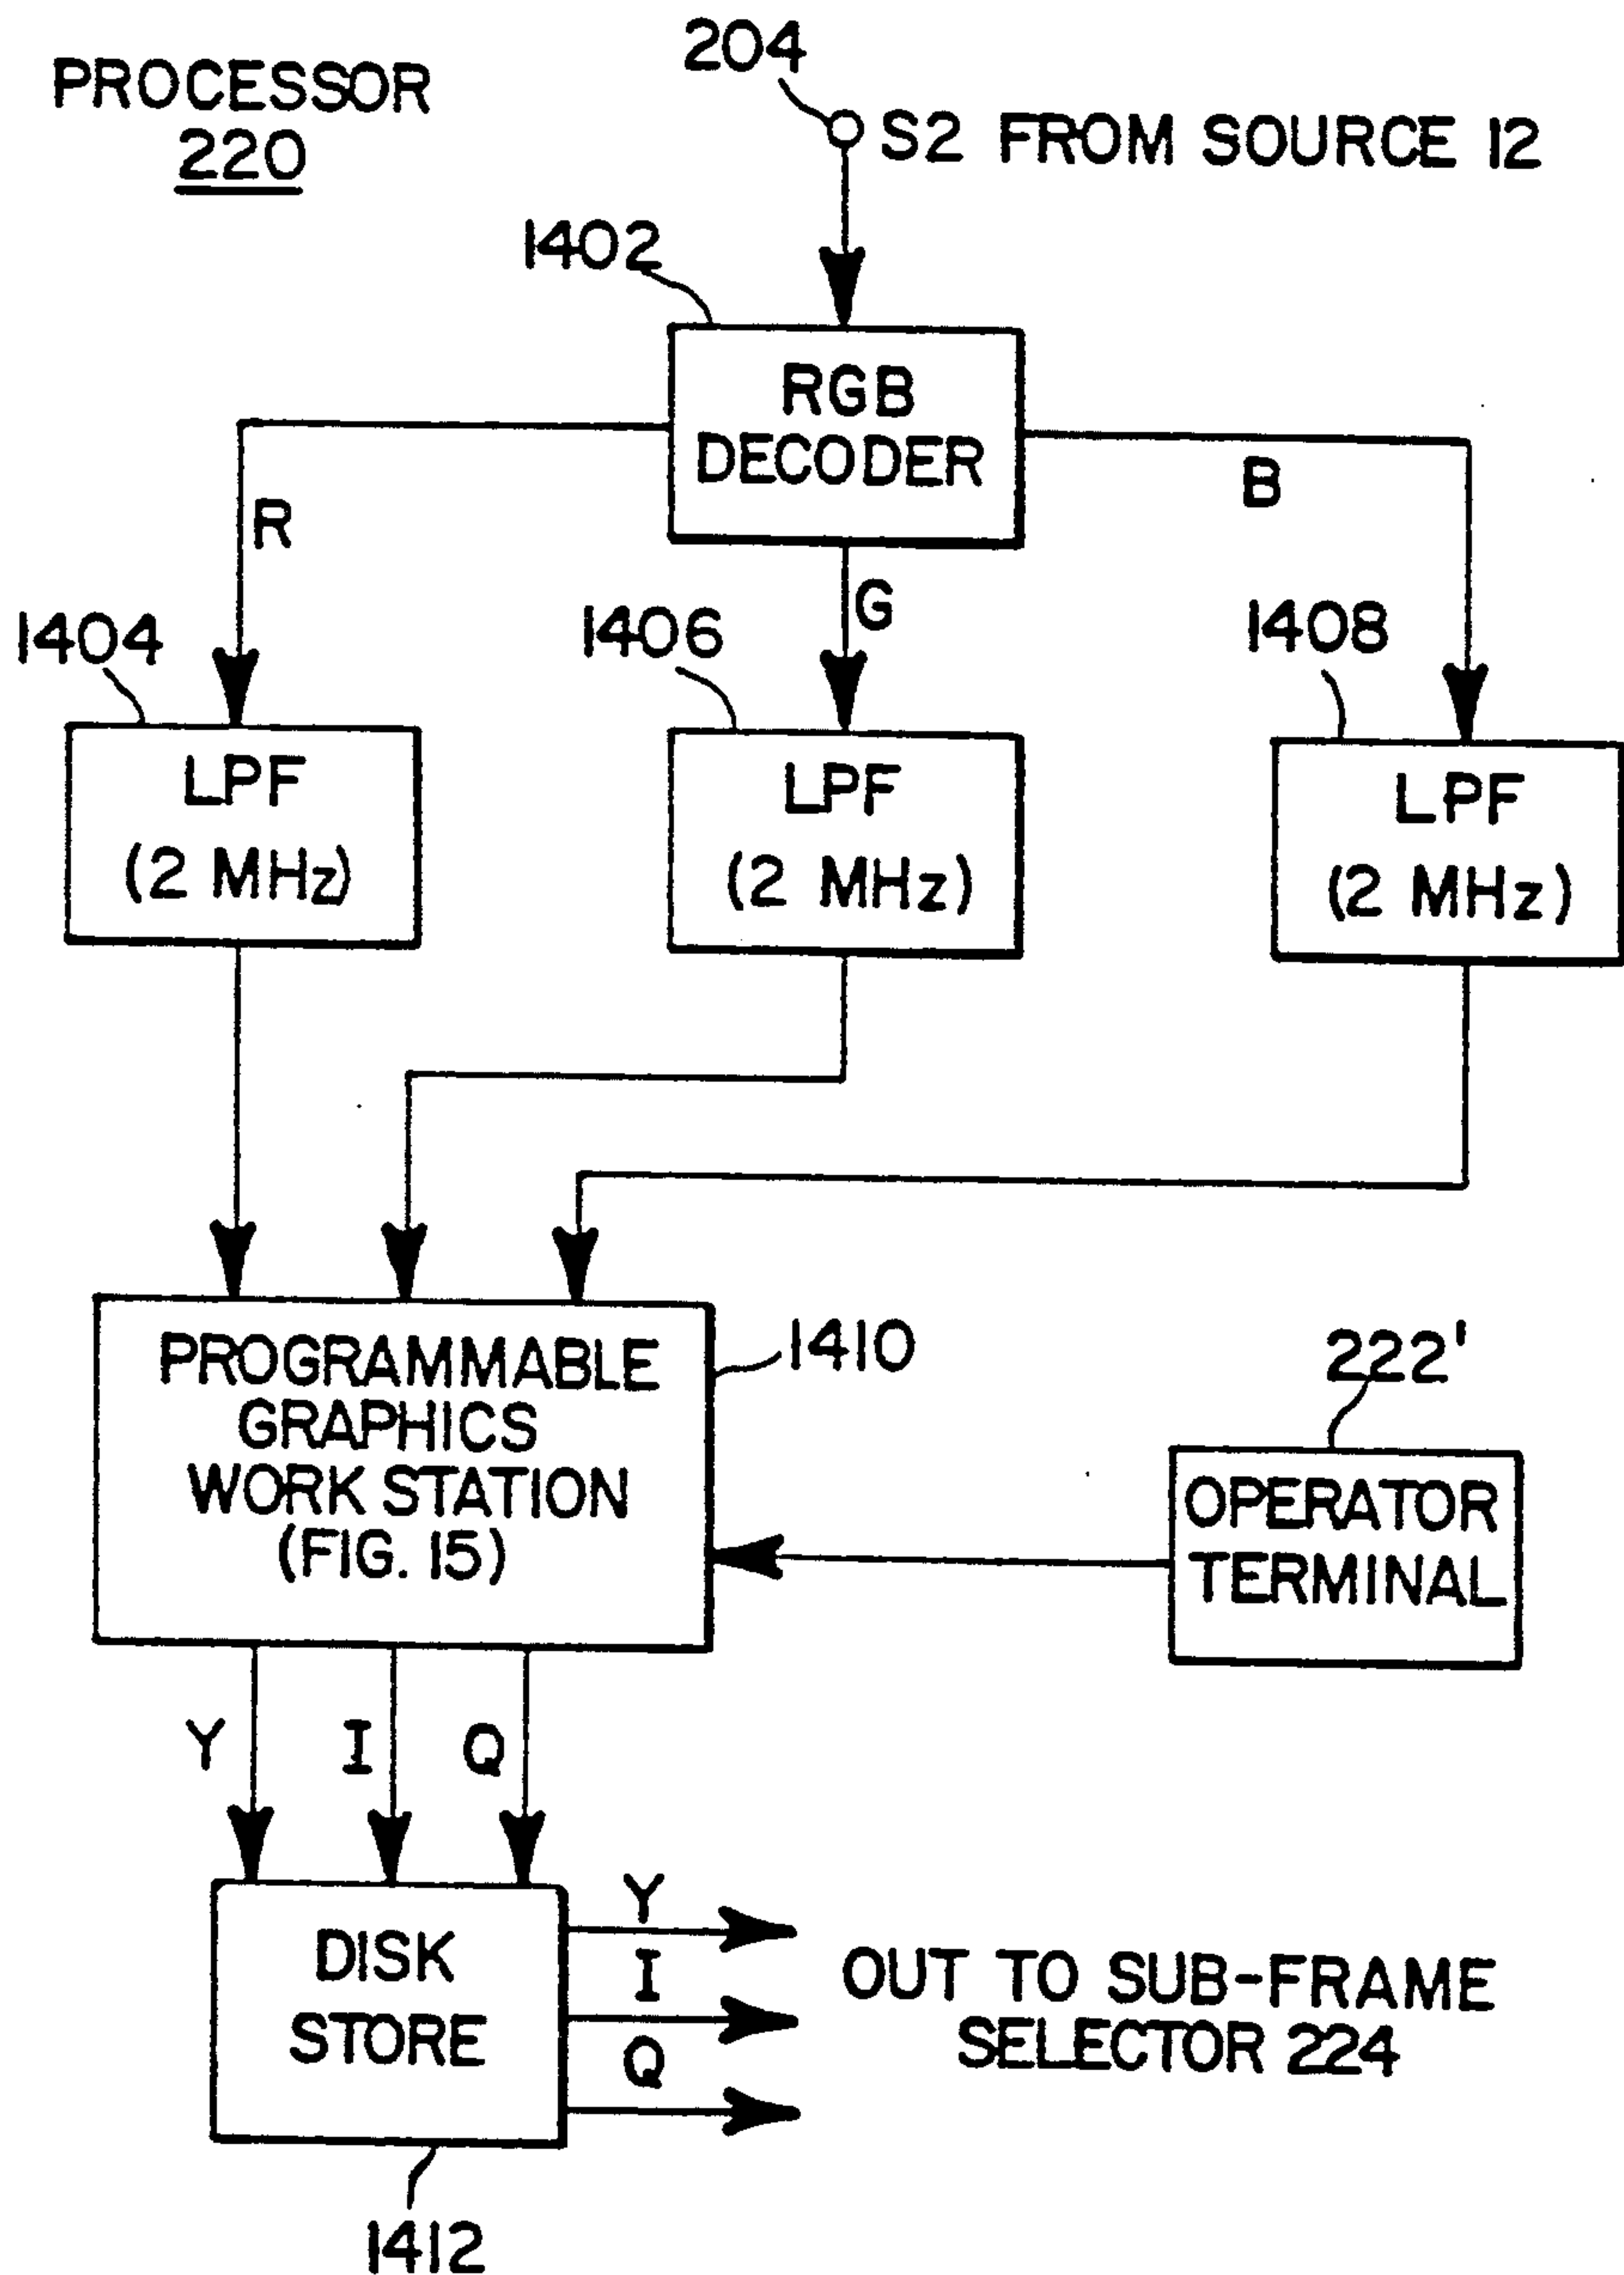 PROCESSOR
220
204
S2 FROM SOURCE 12
1402
RGB
DECODER
R
G
B
1404
1406
1408
LPF
(2 MHz)
LPF
(2 MHz)
LPF
(2 MHz)
PROGRAMMABLE
GRAPHICS
WORK STATION
(FIG. 15)
1410
222'
OPERATOR
TERMINAL
Y
I
Q
DISK
STORE
Y
I
Q
OUT TO SUB-FRAME
SELECTOR 224
1412